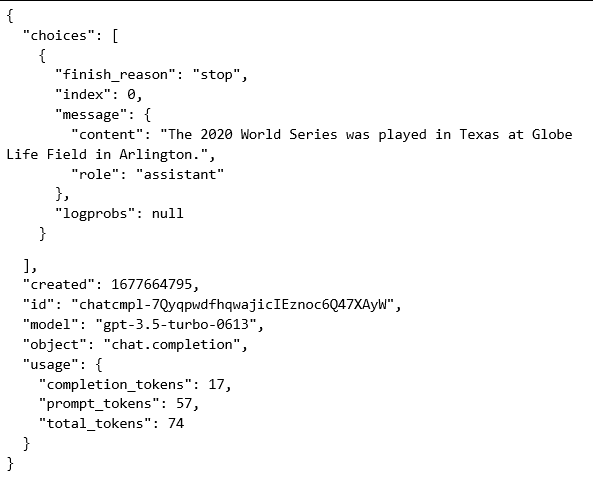 {
  "choices": [
    {
      "finish_reason": "stop",
      "index": 0,
      "message": {
        "content": "The 2020 World Series was played in Texas at Globe
Life Field in Arlington.",
        "role": "assistant"
      },
      "logprobs": null
    }
  ],
  "created": 1677664795,
  "id": "chatcmpl-7QyqpwdfhqwajicIEznoc6Q47XAyW",
  "model": "gpt-3.5-turbo-0613",
  "object": "chat.completion",
  "usage": {
    "completion_tokens": 17,
    "prompt_tokens": 57,
    "total_tokens": 74
  }
}